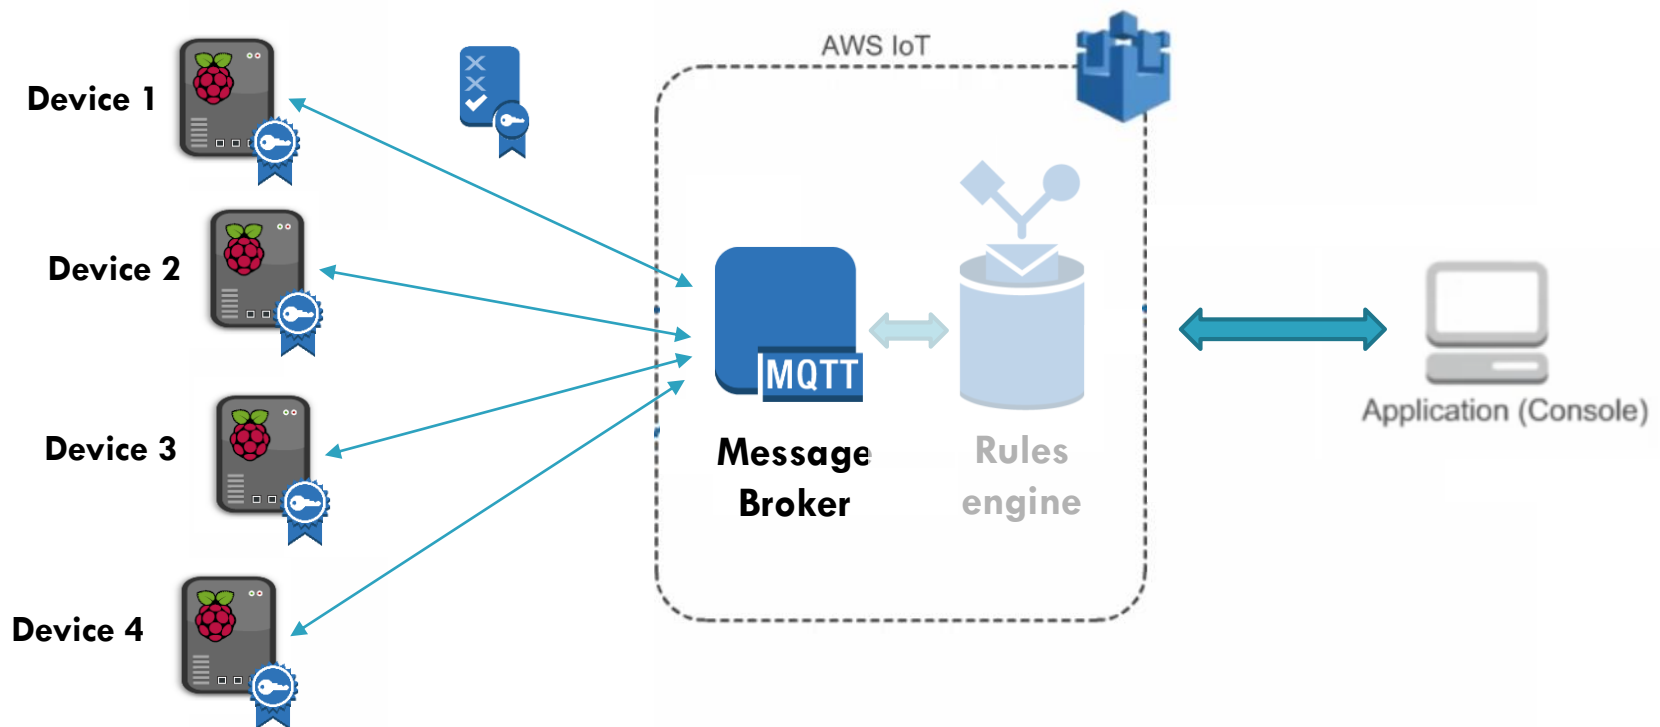 AWS IoT
Device 1
Device 2
MQTT
Device 3
Message
Broker
Rules
engine
Application (Console)
Device 4